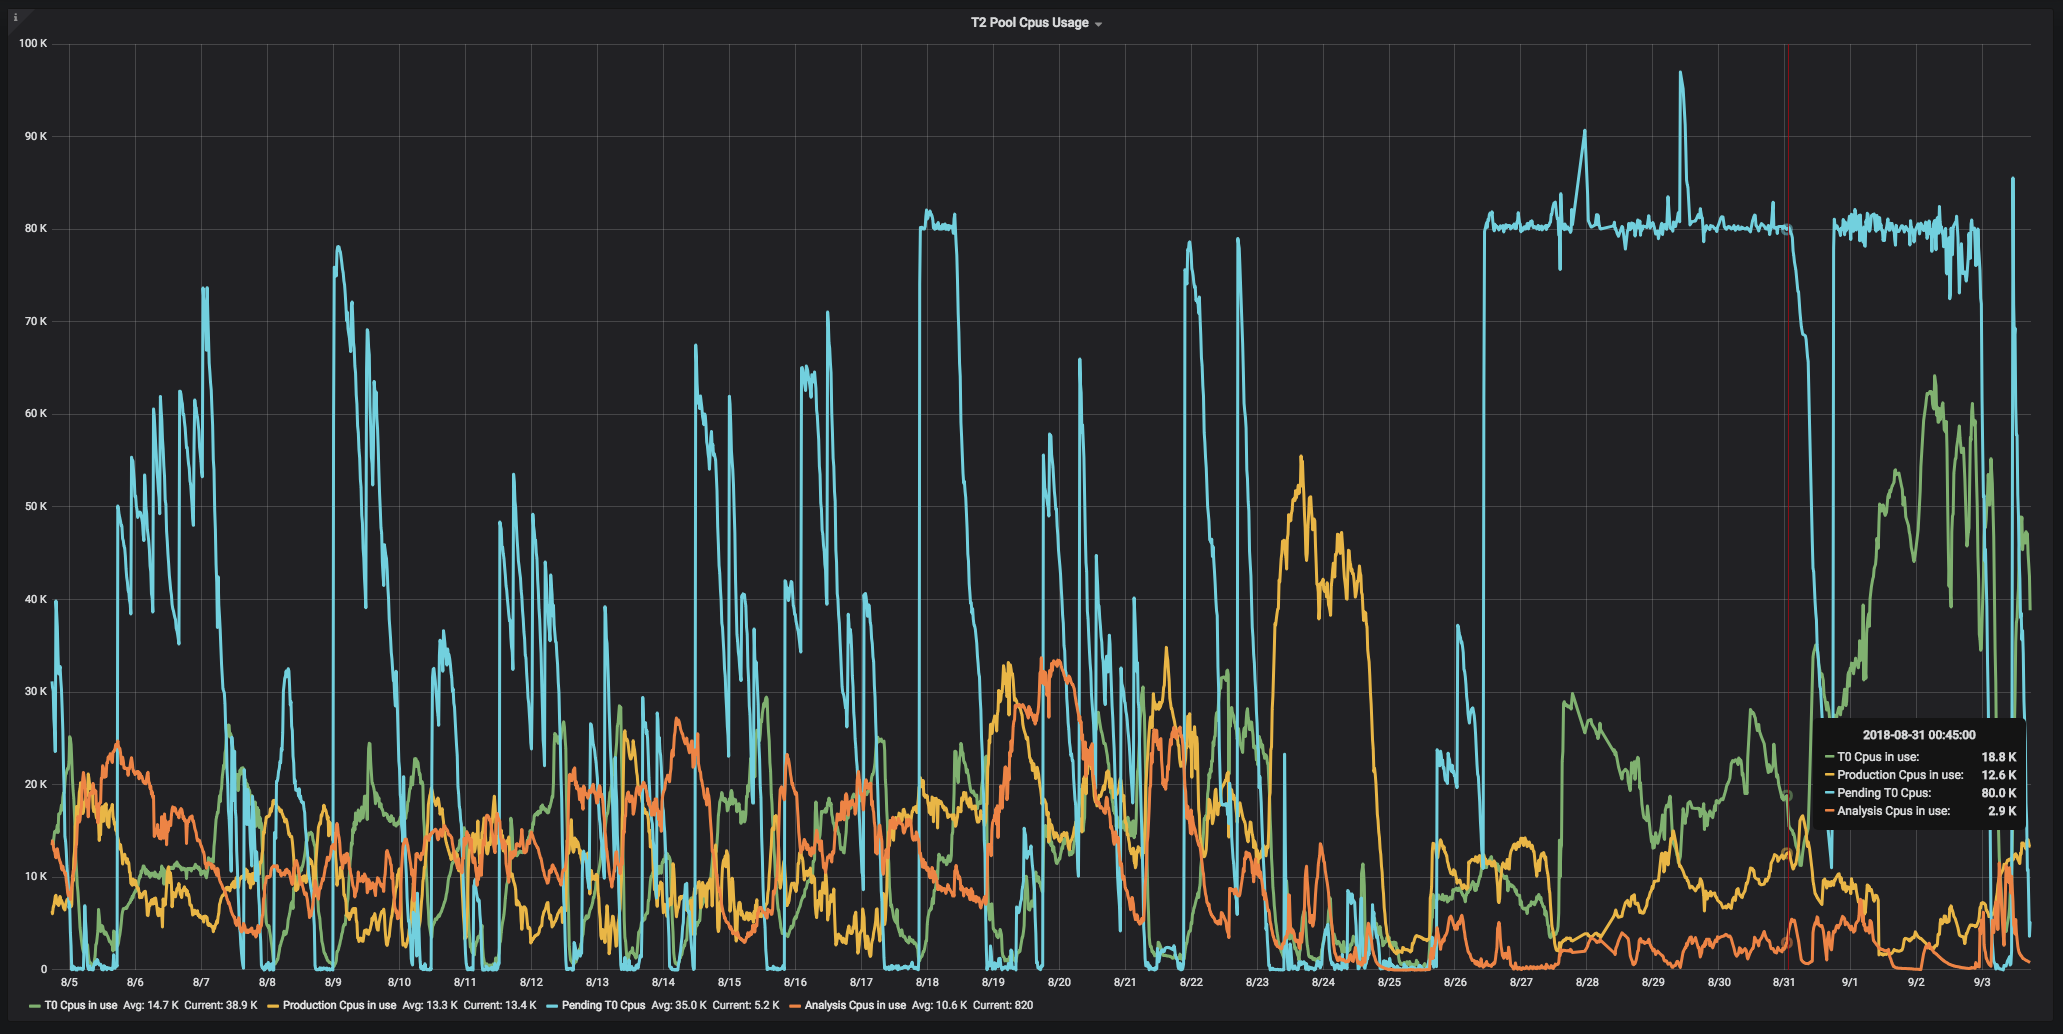 i
T2 Pool Cpus Usage
100 K
90 K
80 K
70 K
60 K
50 K
40 K
30 K
20 K
10 K
0
8/5 8/6 8/7 8/8 8/9 8/10 8/11 8/12 8/13 8/14 8/15 8/16 8/17 8/18 8/19 8/20 8/21 8/22 8/23 8/24 8/25 8/26 8/27 8/28 8/29 8/30 8/31 9/1 9/2 9/3
2018-08-31 00:45:00
T0 Cpus in use: 18.8 K
Production Cpus in use: 12.6 K
Pending T0 Cpus: 80.0 K
Analysis Cpus in use: 2.9 K
T0 Cpus in use Avg: 14.7 K Current: 38.9 K Production Cpus in use Avg: 13.3 K Current: 13.4 K Pending T0 Cpus Avg: 35.0 K Current: 5.2 K Analysis Cpus in use Avg: 10.6 K Current: 820